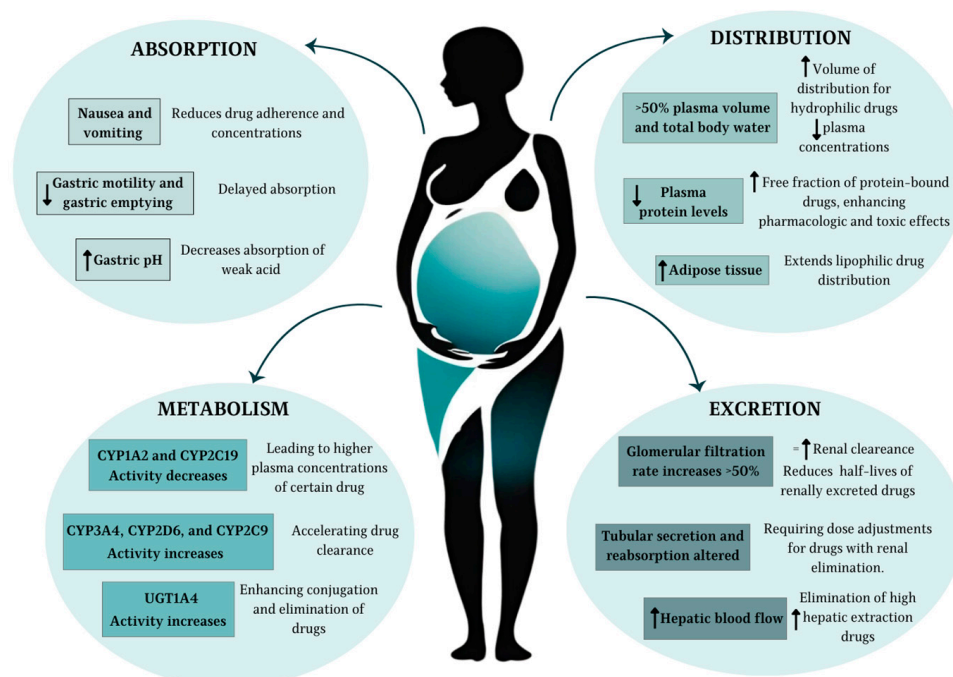 ABSORPTION
Nausea and
vomiting
Reduces drug adherence and
concentrations
↓ Gastric motility and
gastric emptying
Delayed absorption
↑ Gastric pH
Decreases absorption of
weak acid
DISTRIBUTION
>50% plasma volume
and total body water
↑ Volume of
distribution for
hydrophilic drugs
↓ plasma
concentrations
↓ Plasma
protein levels
↑ Free fraction of protein-bound
drugs, enhancing
pharmacologic and toxic effects
↑ Adipose tissue
Extends lipophilic drug
distribution
METABOLISM
CYP1A2 and CYP2C19
Activity decreases
Leading to higher
plasma concentrations
of certain drug
CYP3A4, CYP2D6, and CYP2C9
Activity increases
Accelerating drug
clearance
UGT1A4
Activity increases
Enhancing conjugation
and elimination of
drugs
EXCRETION
Glomerular filtration
rate increases >50%
= ↑ Renal cleareance
Reduces half-lives of
renally excreted drugs
Tubular secretion and
reabsorption altered
Requiring dose adjustments
for drugs with renal
elimination.
↑ Hepatic blood flow
↑ Elimination of high
hepatic extraction
drugs